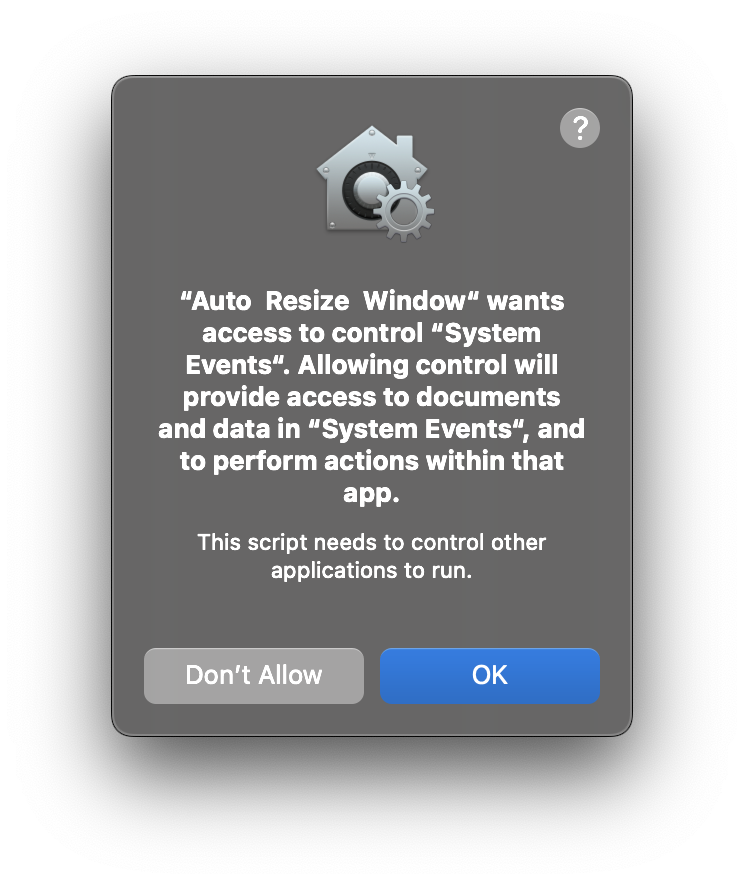 ?
“Auto  Resize  Window“ wants
access to control “System
Events“. Allowing control will
provide access to documents
and data in “System Events“, and
to perform actions within that
app.
This script needs to control other
applications to run.
Don’t Allow
OK